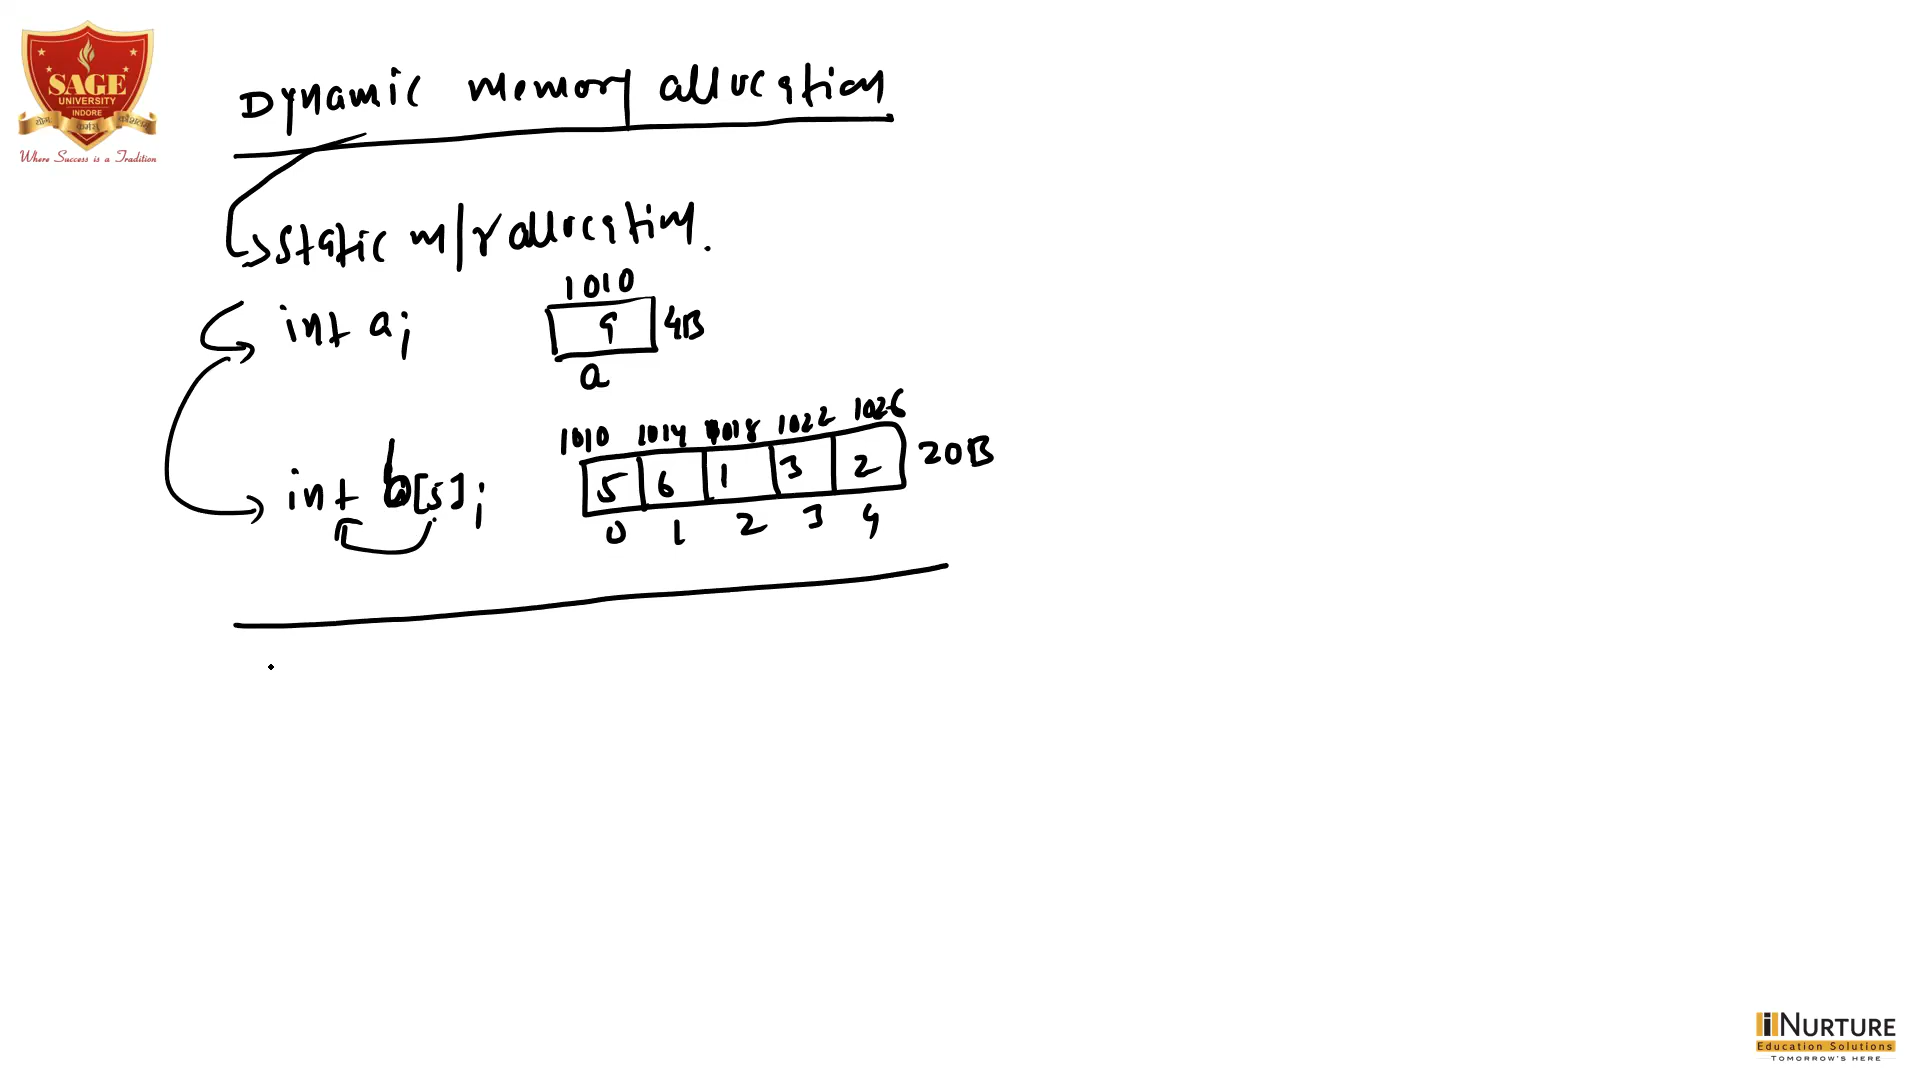 SAGE
UNIVERSITY
INDORE
Where Success is a Tradition
Dynamic memory allocation
static m/r allocation.
int a;
1010
9
4B
a
int b[5];
1010 1014 1018 1022 1026
5 6 1 3 2
20B
0 1 2 3 4
NURTURE
Education Solutions
TOMORROW'S HERE